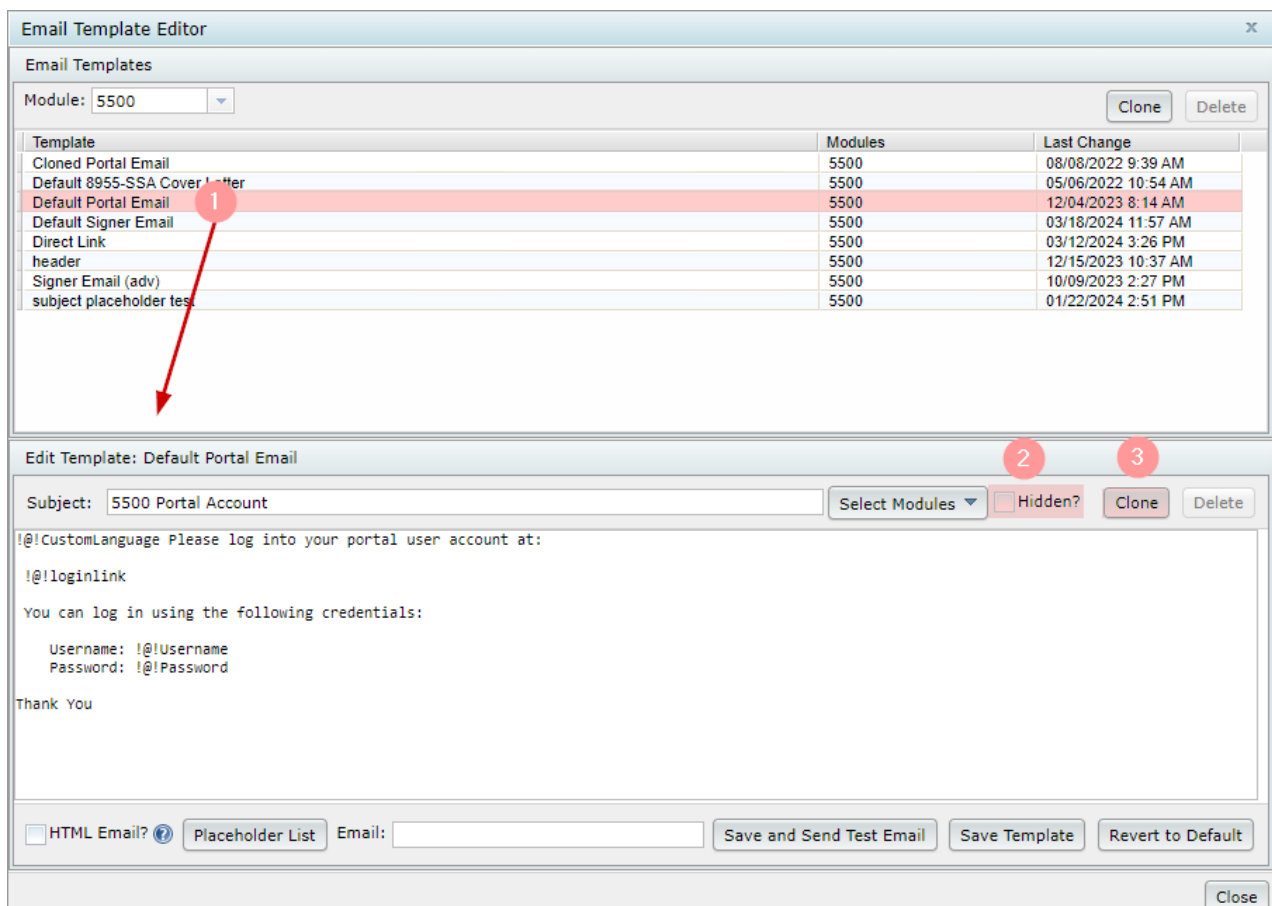 Email Template Editor x
Email Templates
Module: 5500 Clone Delete
Template Modules Last Change
Cloned Portal Email 5500 08/08/2022 9:39 AM
Default 8955-SSA Cover Letter 5500 05/06/2022 10:54 AM
Default Portal Email 1 5500 12/04/2023 8:14 AM
Default Signer Email 5500 03/18/2024 11:57 AM
Direct Link 5500 03/12/2024 3:26 PM
header 5500 12/15/2023 10:37 AM
Signer Email (adv) 5500 10/09/2023 2:27 PM
subject placeholder test 5500 01/22/2024 2:51 PM
Edit Template: Default Portal Email 2 3
Subject: 5500 Portal Account Select Modules Hidden? Clone Delete
!@!CustomLanguage Please log into your portal user account at:
!@!loginlink
You can log in using the following credentials:
Username: !@!Username
Password: !@!Password
Thank You
HTML Email? ? Placeholder List Email: Save and Send Test Email Save Template Revert to Default
Close